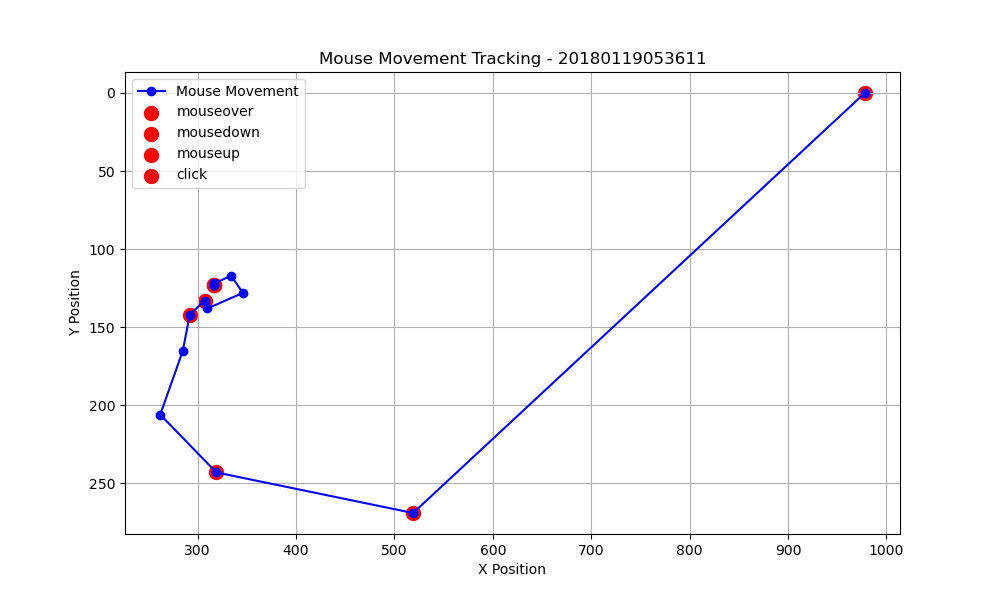 Mouse Movement Tracking - 20180119053611
Mouse Movement
mouseover
mousedown
mouseup
click
0
50
100
150
200
250
Y Position
300 400 500 600 700 800 900 1000
X Position